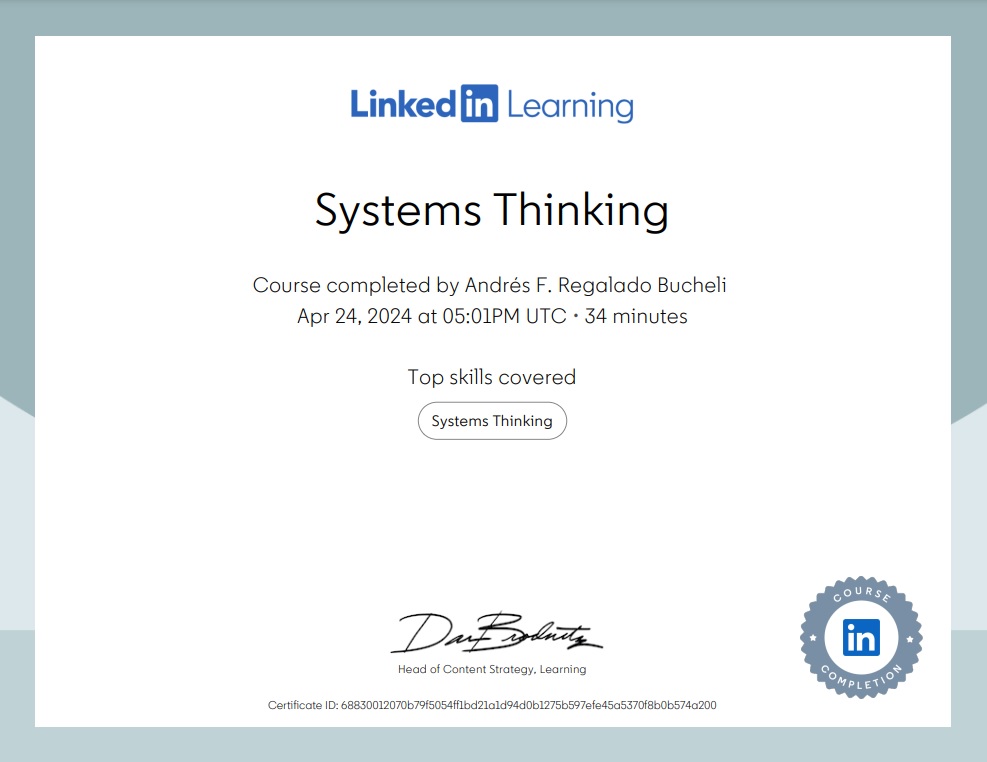 Linkedin Learning
Systems Thinking
Course completed by Andrés F. Regalado Bucheli
Apr 24, 2024 at 05:01PM UTC • 34 minutes
Top skills covered
Systems Thinking
Dan Brodnitz
Head of Content Strategy, Learning
COURSE
in
COMPLETION
Certificate ID: 68830012070b79f5054ff1bd21a1d94d0b1275b597efe45a5370f8b0b574a200